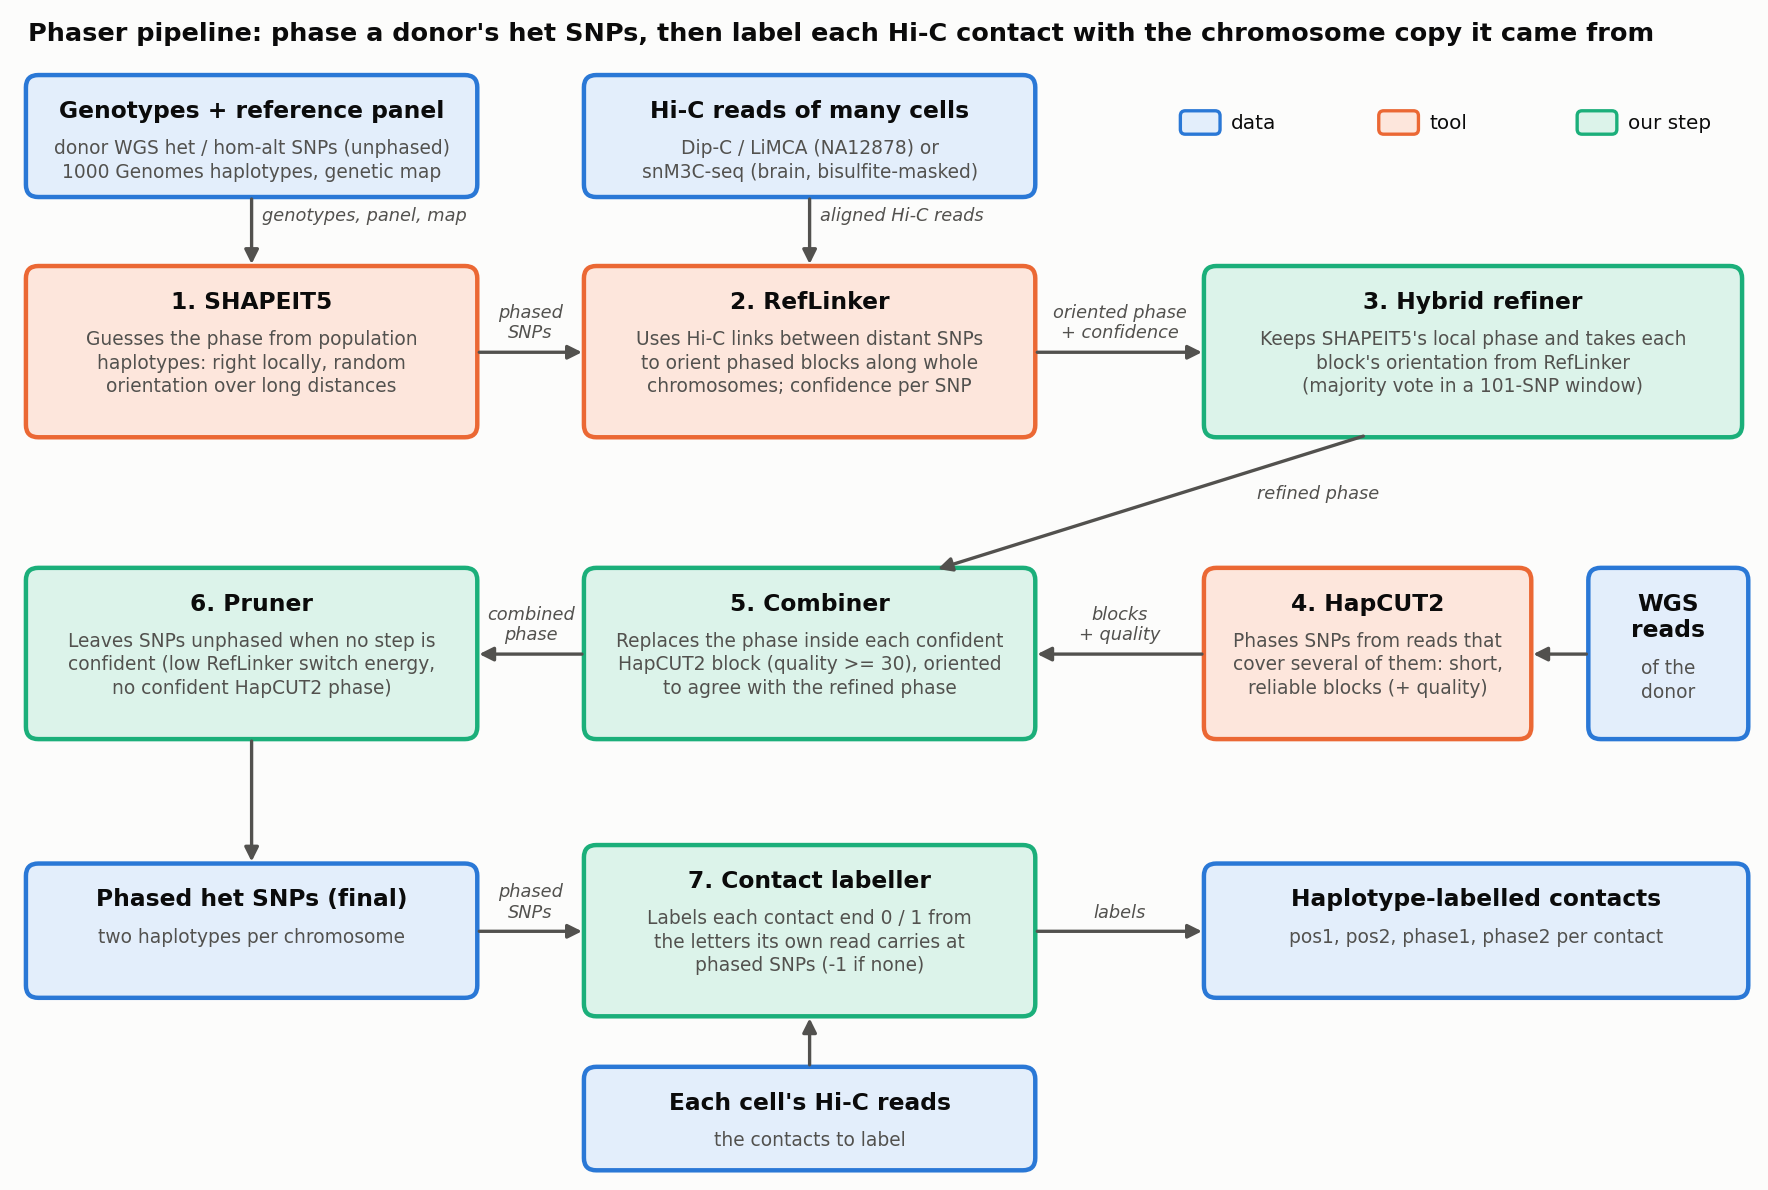 Phaser pipeline: phase a donor's het SNPs, then label each Hi-C contact with the chromosome copy it came from
Genotypes + reference panel
donor WGS het / hom-alt SNPs (unphased)
1000 Genomes haplotypes, genetic map
Hi-C reads of many cells
Dip-C / LiMCA (NA12878) or
snM3C-seq (brain, bisulfite-masked)
data
tool
our step
genotypes, panel, map
aligned Hi-C reads
1. SHAPEIT5
Guesses the phase from population
haplotypes: right locally, random
orientation over long distances
phased
SNPs
2. RefLinker
Uses Hi-C links between distant SNPs
to orient phased blocks along whole
chromosomes; confidence per SNP
oriented phase
+ confidence
3. Hybrid refiner
Keeps SHAPEIT5's local phase and takes each
block's orientation from RefLinker
(majority vote in a 101-SNP window)
refined phase
6. Pruner
Leaves SNPs unphased when no step is
confident (low RefLinker switch energy,
no confident HapCUT2 phase)
combined
phase
5. Combiner
Replaces the phase inside each confident
HapCUT2 block (quality >= 30), oriented
to agree with the refined phase
blocks
+ quality
4. HapCUT2
Phases SNPs from reads that
cover several of them: short,
reliable blocks (+ quality)
WGS
reads
of the
donor
Phased het SNPs (final)
two haplotypes per chromosome
phased
SNPs
7. Contact labeller
Labels each contact end 0 / 1 from
the letters its own read carries at
phased SNPs (-1 if none)
labels
Haplotype-labelled contacts
pos1, pos2, phase1, phase2 per contact
Each cell's Hi-C reads
the contacts to label